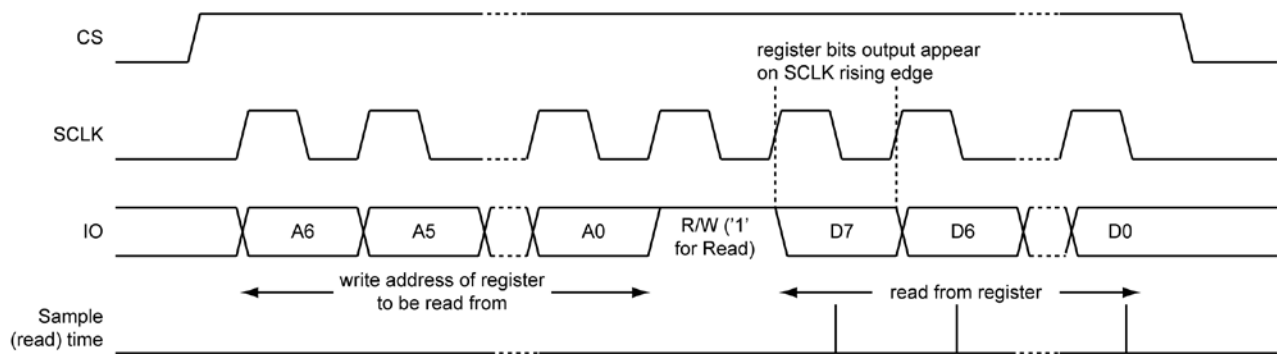 CS
register bits output appear
on SCLK rising edge
SCLK
IO
A6
A5
A0
R/W ('1'
for Read)
D7
D6
D0
write address of register
to be read from
read from register
Sample
(read) time